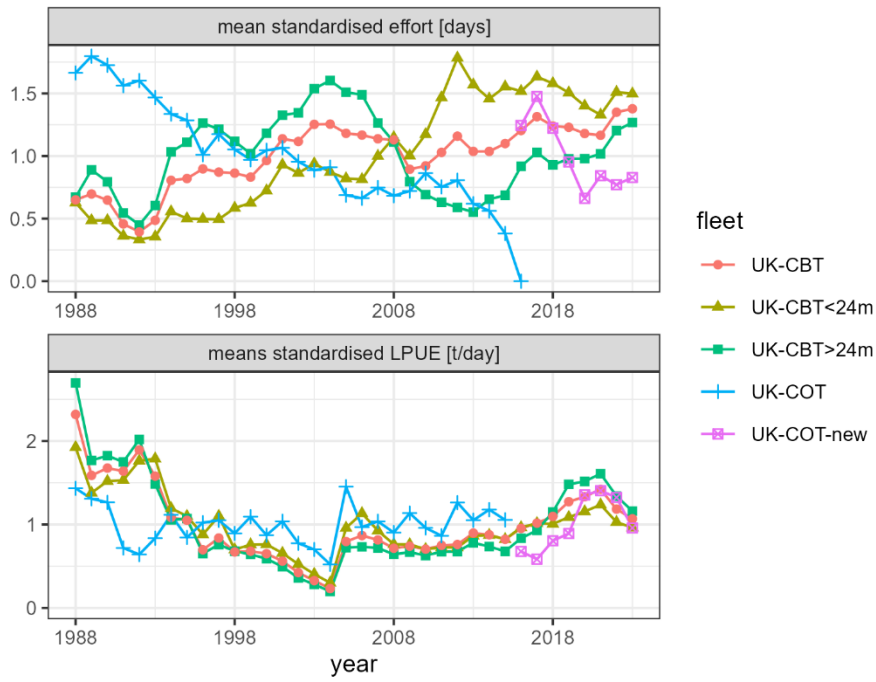 mean standardised effort [days]
1.5
1.0
0.5
0.0
1988
1998
2008
2018
means standardised LPUE [t/day]
2
1
0
1988
1998
2008
2018
year
fleet
UK-CBT
UK-CBT<24m
UK-CBT>24m
UK-COT
UK-COT-new